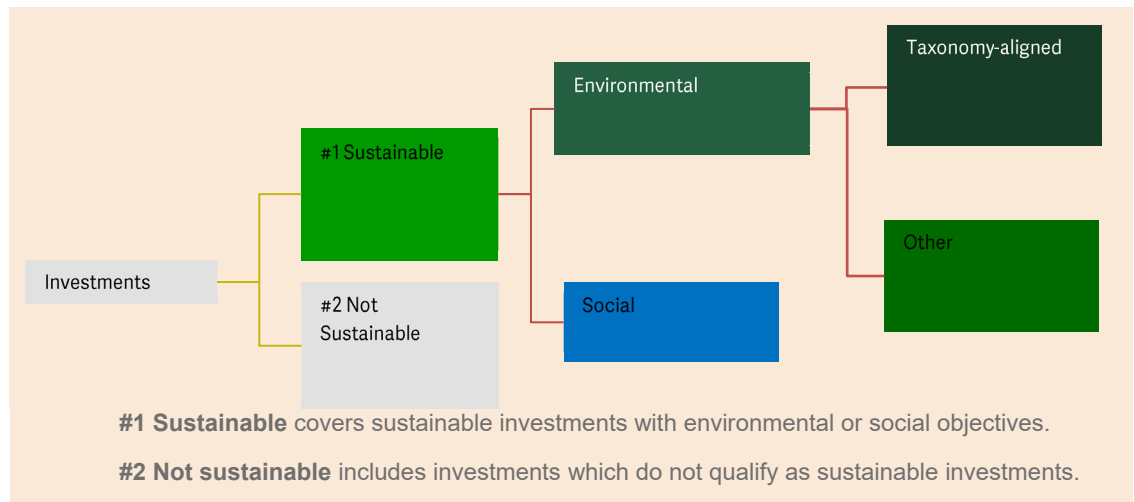 Taxonomy-aligned
Environmental
#1 Sustainable
Other
Investments
#2 Not
Sustainable
Social
#1 Sustainable covers sustainable investments with environmental or social objectives.
#2 Not sustainable includes investments which do not qualify as sustainable investments.